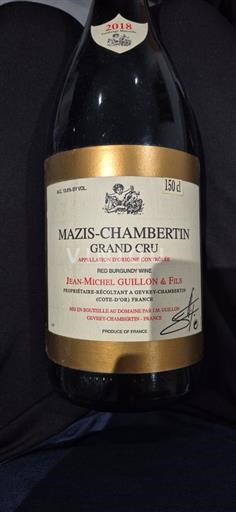 2018
150 cl
ALC. 13.5% BY VOL.
MAZIS-CHAMBERTIN
GRAND CRU
APPELLATION D'ORIGINE CONTRÔLÉE
RED BURGUNDY WINE
JEAN-MICHEL GUILLON & FILS
PROPRIÉTAIRE-RÉCOLTANT A GEVREY-CHAMBERTIN
(COTE-D'OR) FRANCE
MIS EN BOUTEILLE AU DOMAINE PAR J.M. GUILLON
GEVREY-CHAMBERTIN - FRANCE
PRODUCE OF FRANCE